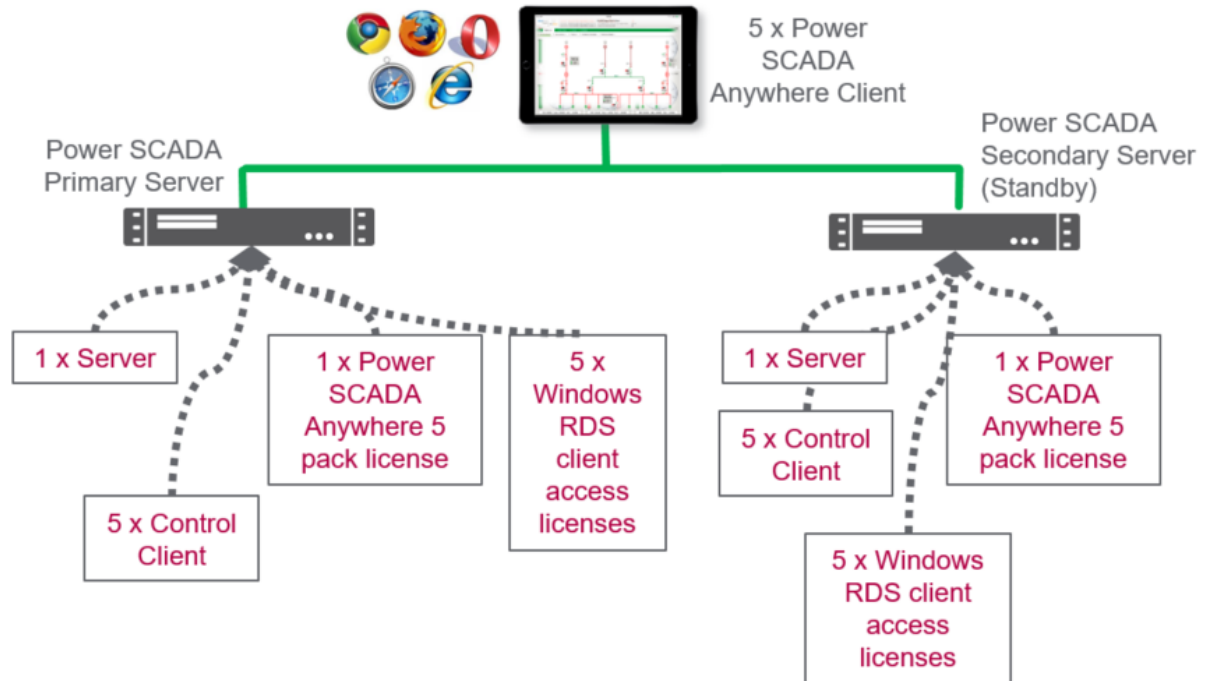 5 x Power
SCADA
Anywhere Client
Power SCADA
Primary Server
Power SCADA
Secondary Server
(Standby)
1 x Server
5 x Control
Client
1 x Power
SCADA
Anywhere 5
pack license
5 x
Windows
RDS
client
access
licenses
1 x Server
5 x Control
Client
5 x Windows
RDS client
access
licenses
1 x Power
SCADA
Anywhere 5
pack license